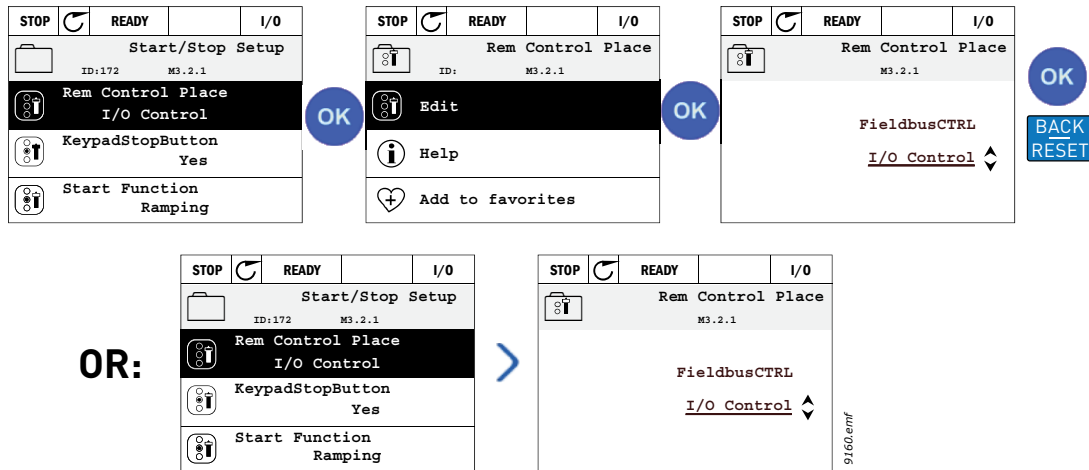 STOP READY I/O
Start/Stop Setup
ID:172 M3.2.1
Rem Control Place
I/O Control
KeypadStopButton
Yes
Start Function
Ramping
OK
STOP READY I/O
Rem Control Place
ID: M3.2.1
Edit
Help
Add to favorites
OK
STOP READY I/O
Rem Control Place
M3.2.1
FieldbusCTRL
I/O Control
OK
BACK
RESET
OR:
STOP READY I/O
Start/Stop Setup
ID:172 M3.2.1
Rem Control Place
I/O Control
KeypadStopButton
Yes
Start Function
Ramping
STOP READY I/O
Rem Control Place
M3.2.1
FieldbusCTRL
I/O Control
9160.emf